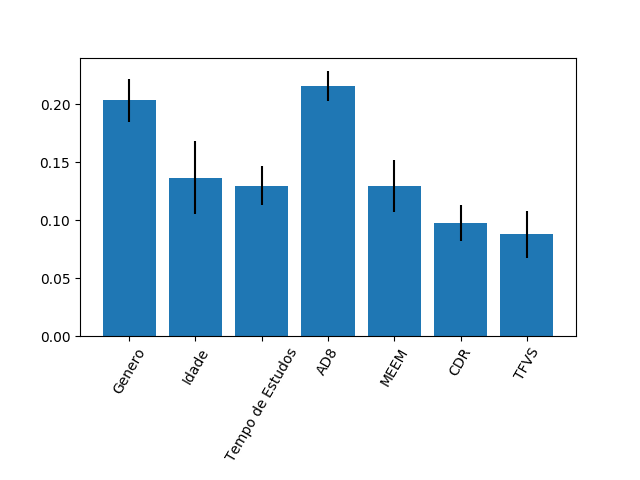 0.20
0.15
0.10
0.05
0.00
Genero
Idade
Tempo de Estudos
AD8
MEEM
CDR
TFVS